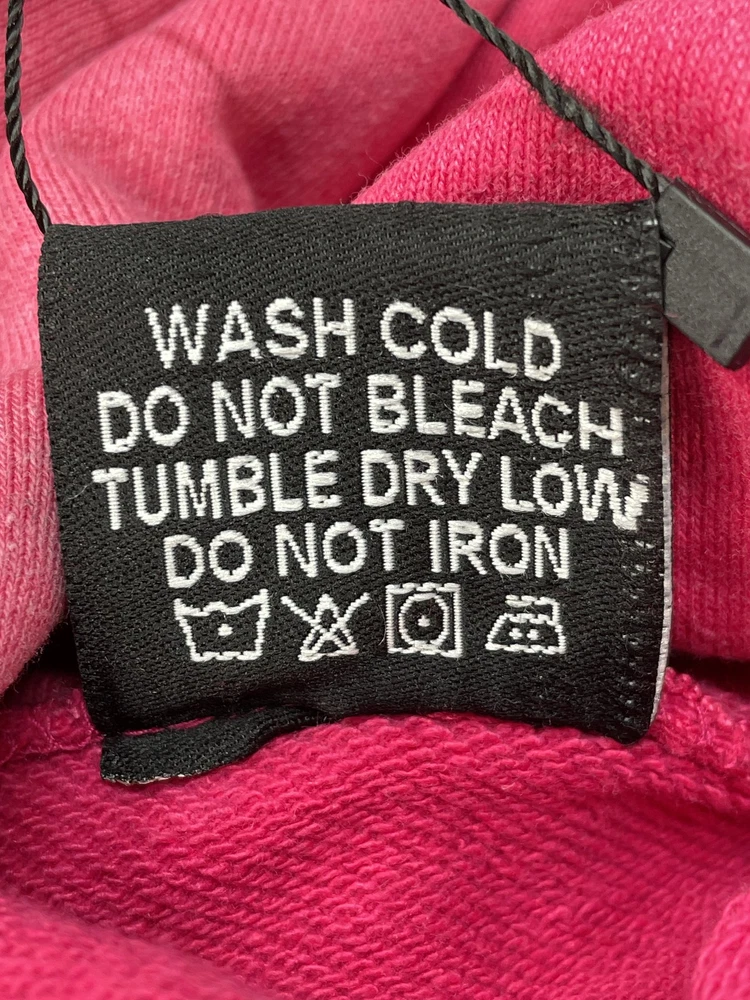 WASH COLD
DO NOT BLEACH
TUMBLE DRY LOW
DO NOT IRON